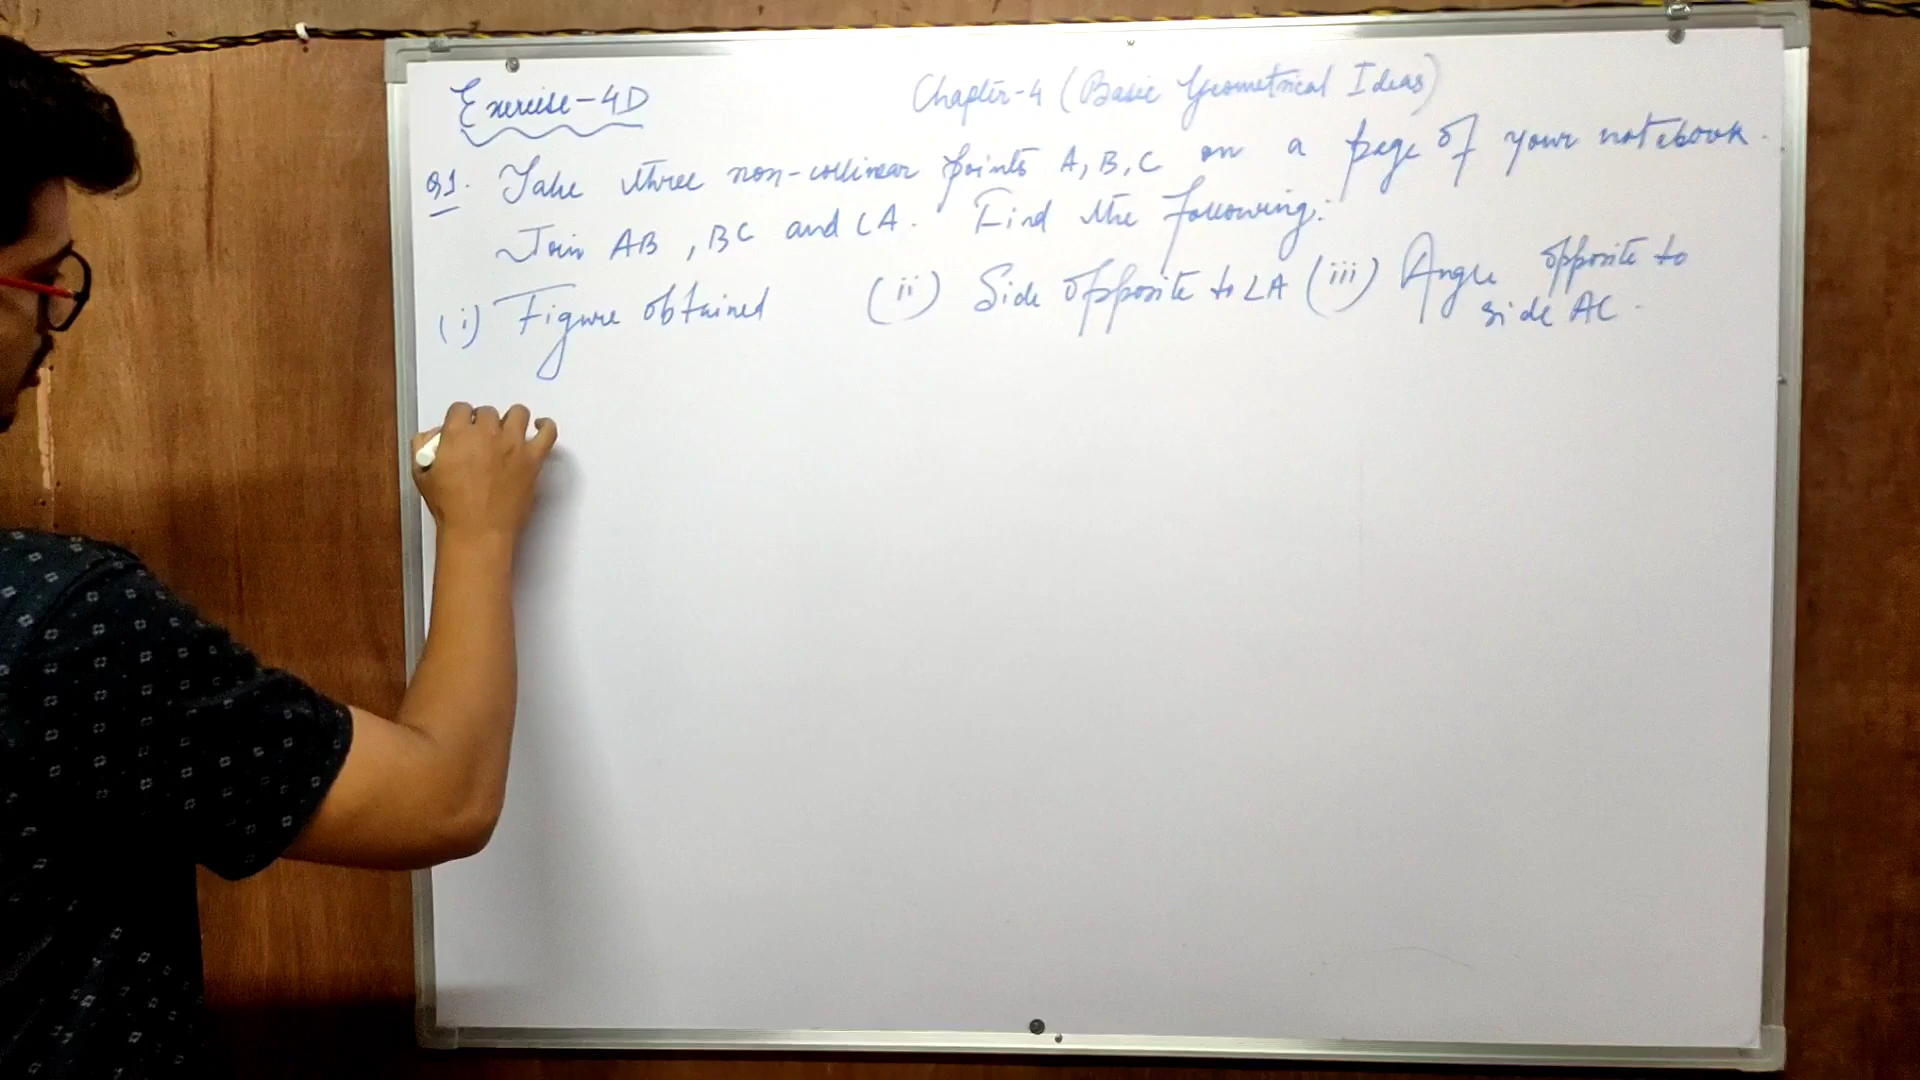 Exercise-4D
Chapter-4 (Basic Geometrical Ideas)
Q1. Take three non-collinear points A, B, C on a page of your notebook.
Join AB, BC and CA. Find the following:
(i) Figure obtained (ii) Side opposite to ∠A (iii) Angle opposite to
side AC.